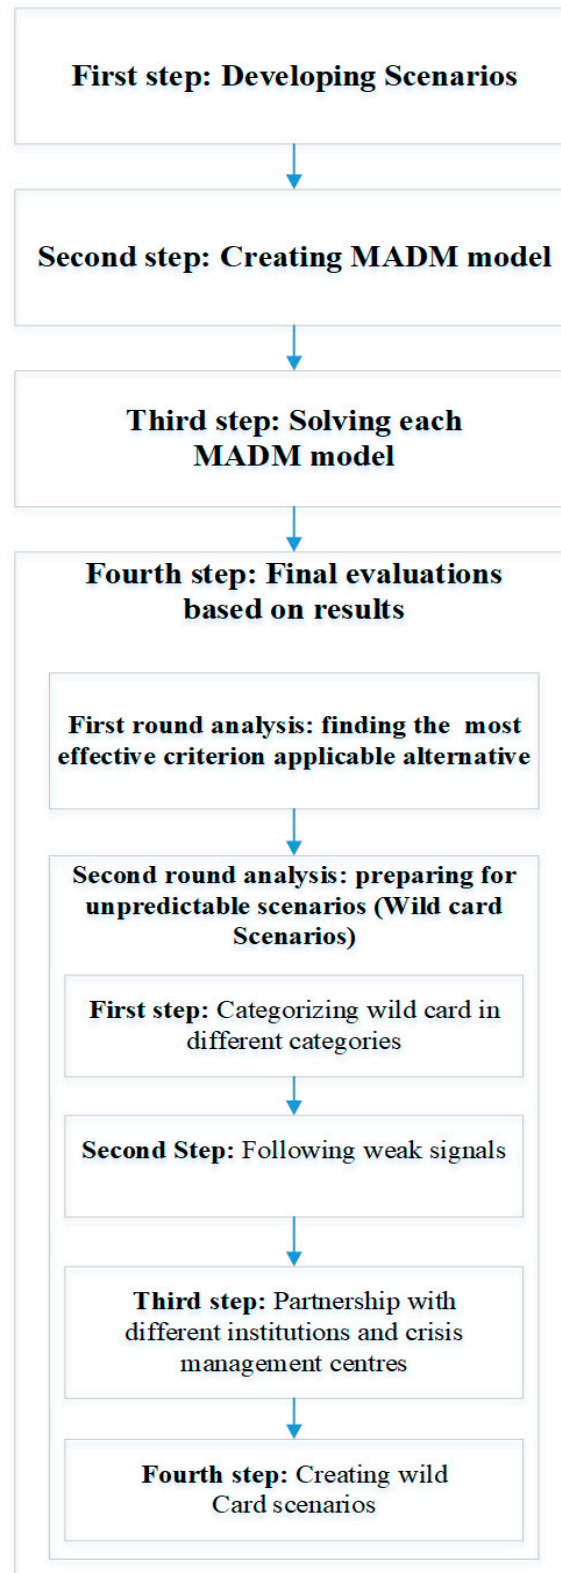 First step: Developing Scenarios
Second step: Creating MADM model
Third step: Solving each
MADM model
Fourth step: Final evaluations
based on results
First round analysis: finding the most
effective criterion applicable alternative
Second round analysis: preparing for
unpredictable scenarios (Wild card
Scenarios)
First step: Categorizing wild card in
different categories
Second Step: Following weak signals
Third step: Partnership with
different institutions and crisis
management centres
Fourth step: Creating wild
Card scenarios